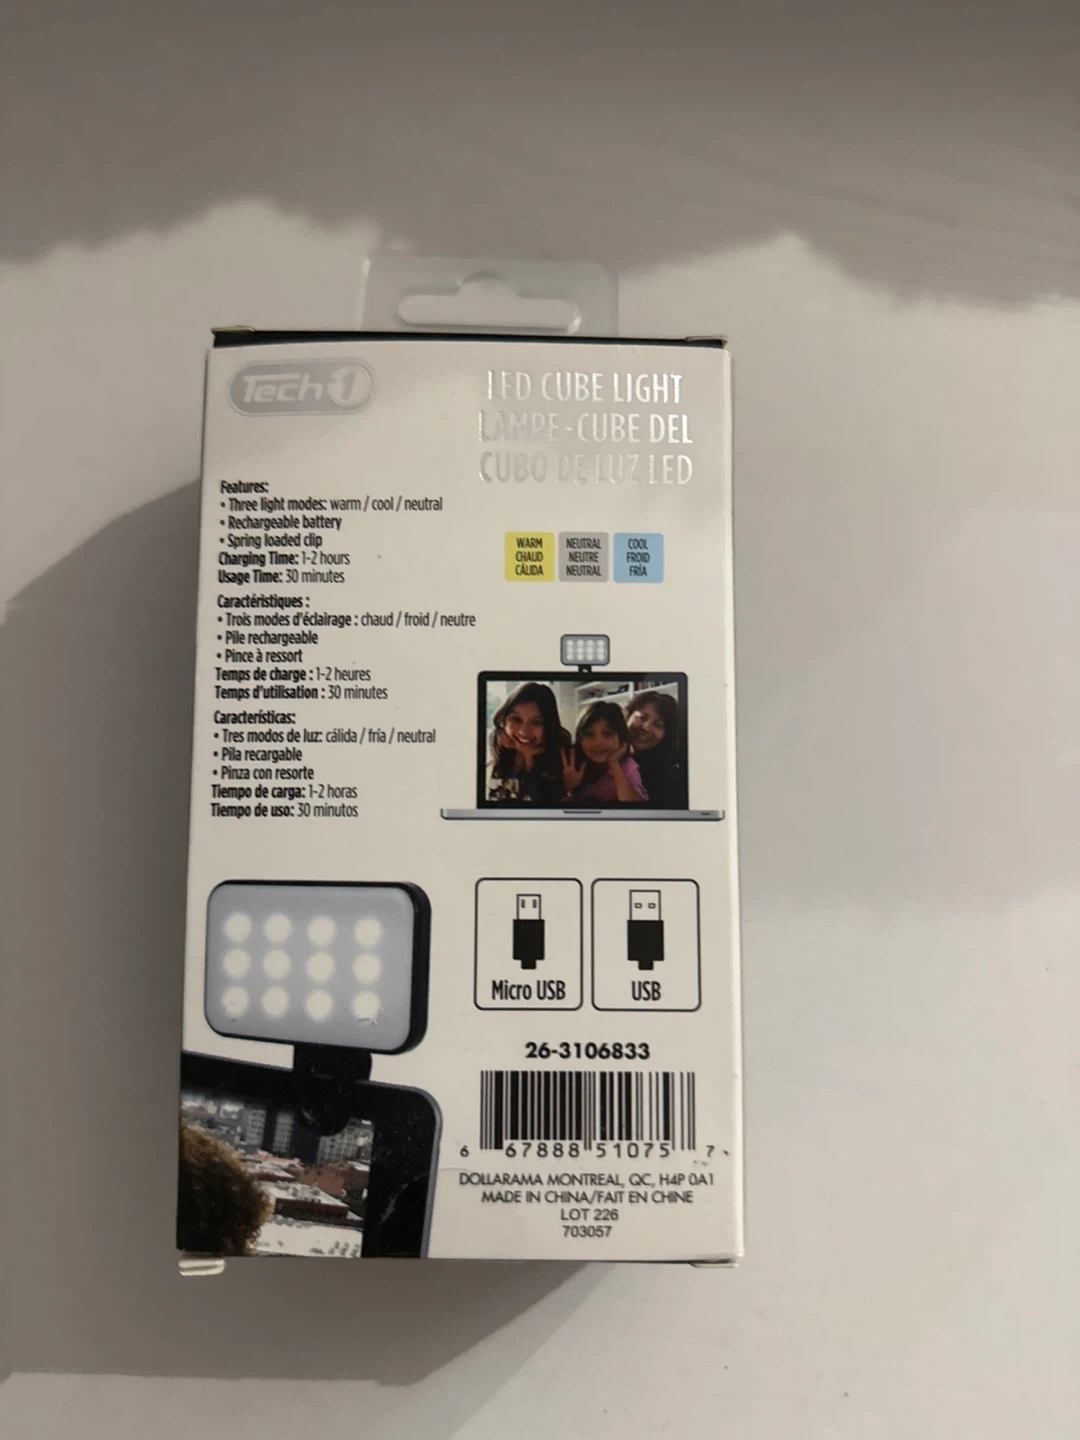 Tech 1
LED CUBE LIGHT
LAMPE-CUBE DEL
CUBO DE LUZ LED
Features:
• Three light modes: warm / cool / neutral
• Rechargeable battery
• Spring loaded clip
Charging Time: 1-2 hours
Usage Time: 30 minutes
WARM
CHAUD
CÁLIDA
NEUTRAL
NEUTRE
NEUTRAL
COOL
FROID
FRÍA
Caractéristiques :
• Trois modes d'éclairage : chaud / froid / neutre
• Pile rechargeable
• Pince à ressort
Temps de charge : 1-2 heures
Temps d'utilisation : 30 minutes
Características:
• Tres modos de luz: cálida / fría / neutral
• Pila recargable
• Pinza con resorte
Tiempo de carga: 1-2 horas
Tiempo de uso: 30 minutos
Micro USB
USB
26-3106833
6 67888 51075 7
DOLLARAMA MONTREAL, QC, H4P 0A1
MADE IN CHINA/FAIT EN CHINE
LOT 226
703057